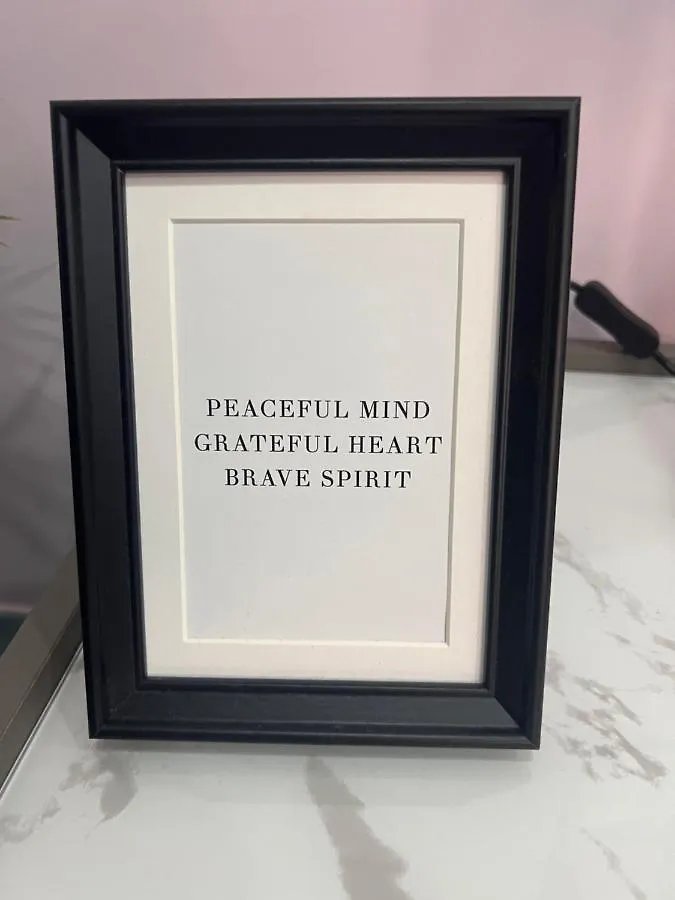 PEACEFUL MIND
GRATEFUL HEART
BRAVE SPIRIT